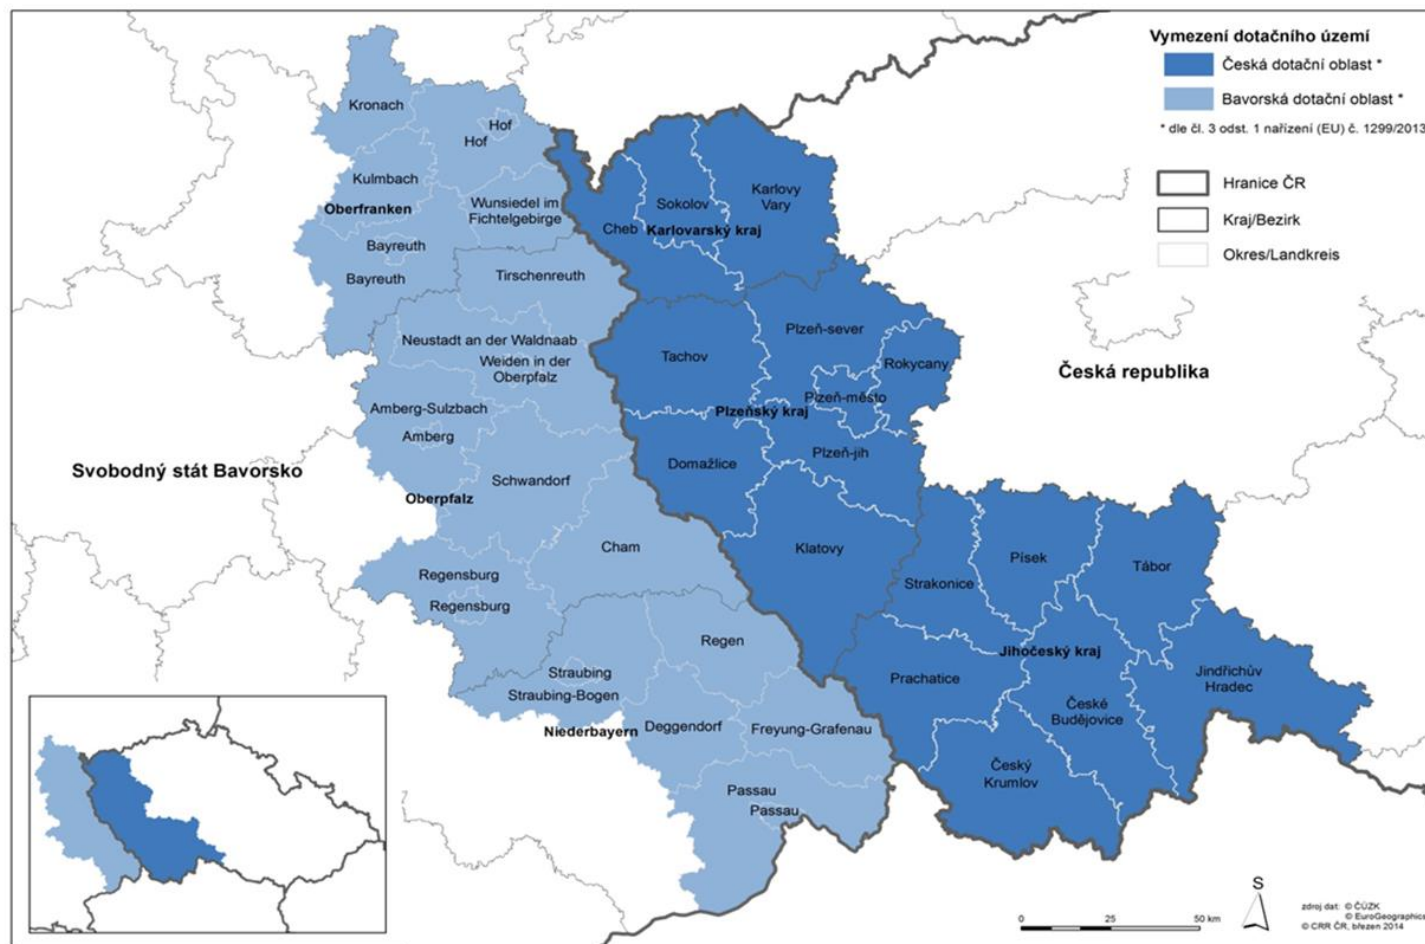 Vymezení dotačního území
Česká dotační oblast *
Bavorská dotační oblast *
* dle čl. 3 odst. 1 nařízení (EU) č. 1299/2013
Hranice ČR
Kraj/Bezirk
Okres/Landkreis
Kronach
Hof
Hof
Kulmbach
Oberfranken
Wunsiedel im
Fichtelgebirge
Bayreuth
Bayreuth
Tirschenreuth
Neustadt an der Waldnaab
Weiden in der
Oberpfalz
Amberg-Sulzbach
Amberg
Schwandorf
Oberpfalz
Svobodný stát Bavorsko
Cham
Regensburg
Regensburg
Regen
Straubing
Straubing-Bogen
Niederbayern
Deggendorf
Freyung-Grafenau
Passau
Passau
Karlovy
Vary
Sokolov
Cheb
Karlovarský kraj
Plzeň-sever
Tachov
Rokycany
Plzeň-město
Plzeňský kraj
Plzeň-jih
Domažlice
Klatovy
Česká republika
Strakonice
Písek
Tábor
Jihočeský kraj
Prachatice
Jindřichův
Hradec
České
Budějovice
Český
Krumlov
S
0 25 50 km
zdroj dat: © ČÚZK
© EuroGeographics
© CRR ČR, březen 2014